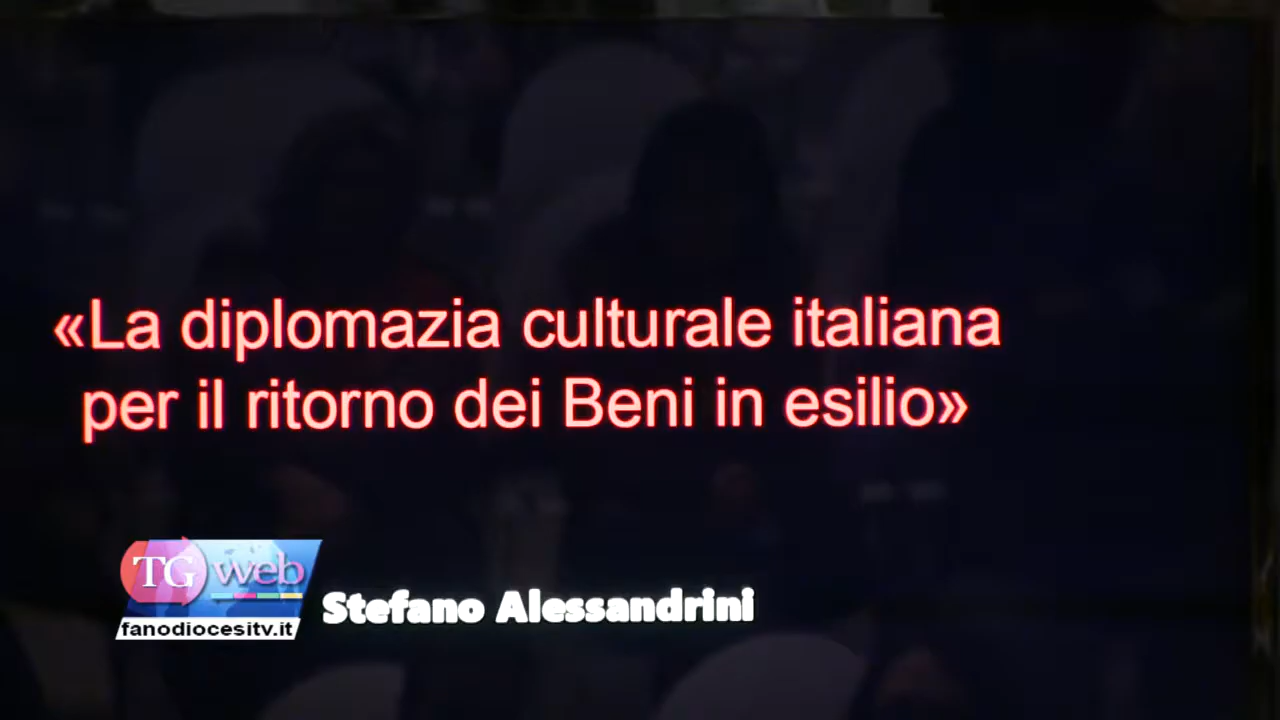 «La diplomazia culturale italiana
per il ritorno dei Beni in esilio»
TG web
fanodiocesitv.it
Stefano Alessandrini